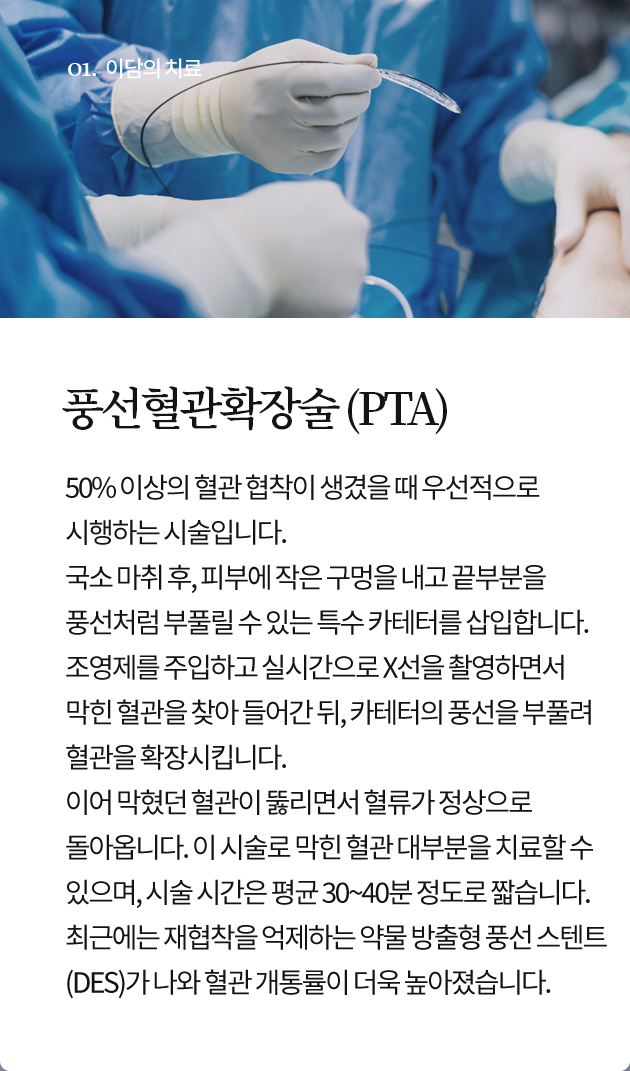 01. 이담의 치료
풍선혈관확장술 (PTA)
50% 이상의 혈관 협착이 생겼을 때 우선적으로
시행하는 시술입니다.
국소 마취 후, 피부에 작은 구멍을 내고 끝부분을
풍선처럼 부풀릴 수 있는 특수 카테터를 삽입합니다.
조영제를 주입하고 실시간으로 X선을 촬영하면서
막힌 혈관을 찾아 들어간 뒤, 카테터의 풍선을 부풀려
혈관을 확장시킵니다.
이어 막혔던 혈관이 뚫리면서 혈류가 정상으로
돌아옵니다. 이 시술로 막힌 혈관 대부분을 치료할 수
있으며, 시술 시간은 평균 30~40분 정도로 짧습니다.
최근에는 재협착을 억제하는 약물 방출형 풍선 스텐트
(DES)가 나와 혈관 개통률이 더욱 높아졌습니다.